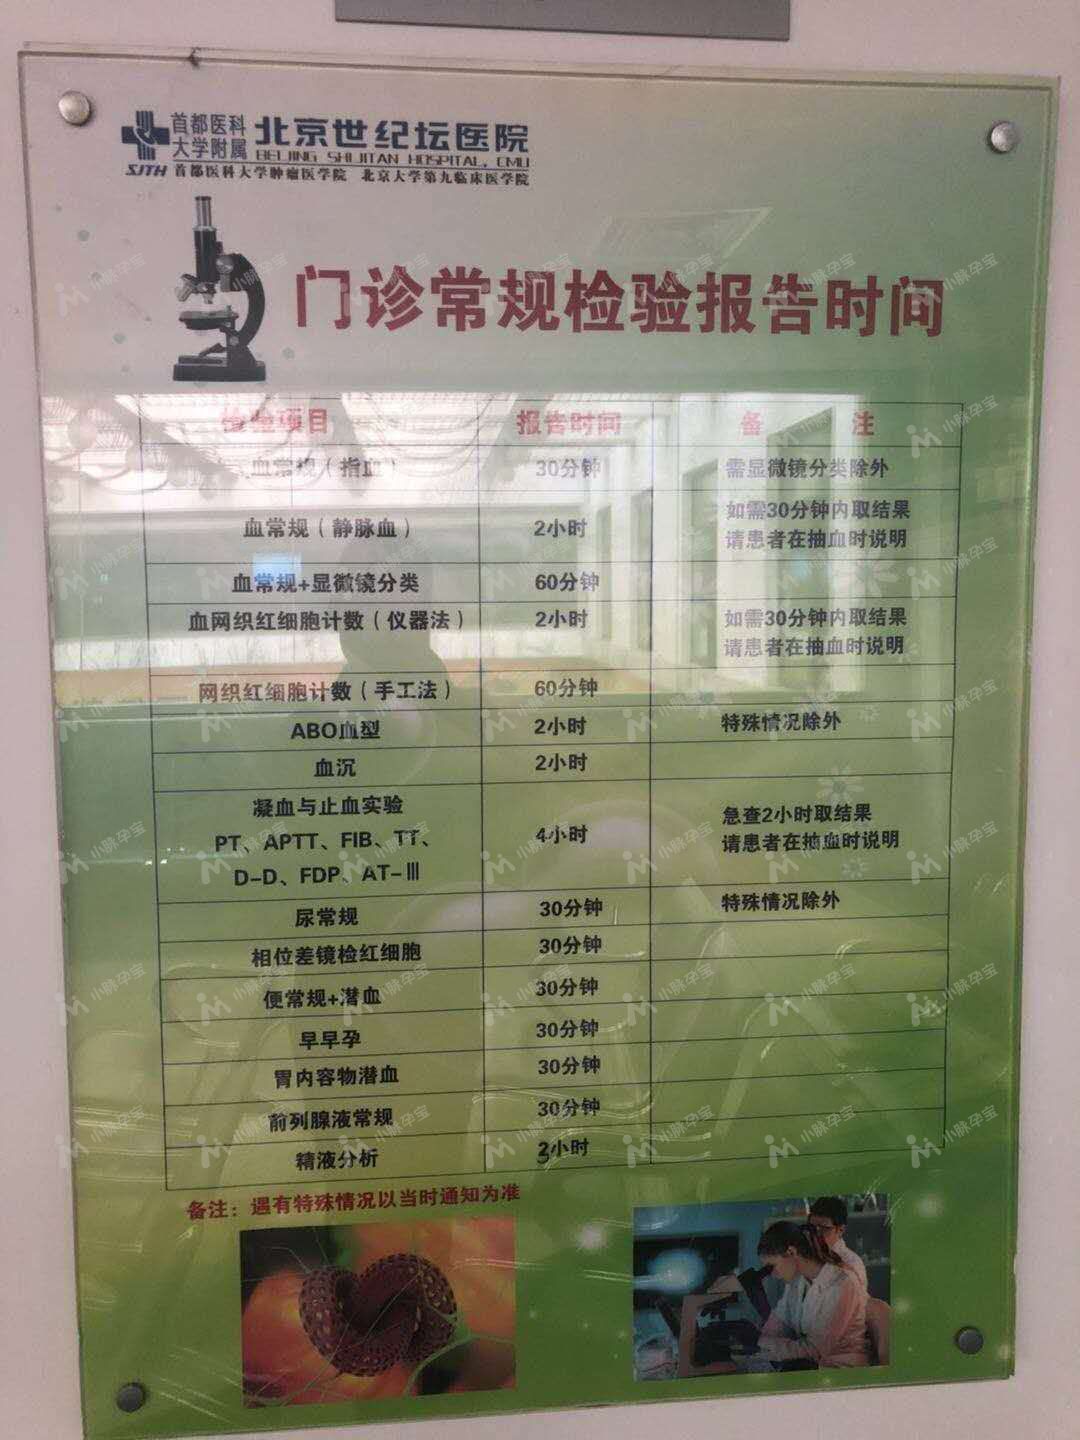 首都医科
大学附属
北京世纪坛医院
BEIJING SHIJITAN HOSPITAL, CMU
SJTH
首都医科大学肿瘤医学院 北京大学第九临床医学院
门诊常规检验报告时间
检验项目 报告时间 备 注
血常规(指血) 30分钟 需显微镜分类除外
血常规(静脉血) 2小时 如需30分钟内取结果
请患者在抽血时说明
血常规+显微镜分类 60分钟
血网织红细胞计数(仪器法) 2小时 如需30分钟内取结果
请患者在抽血时说明
网织红细胞计数(手工法) 60分钟
ABO血型 2小时 特殊情况除外
血沉 2小时
凝血与止血实验
PT、APTT、FIB、TT、
D-D、FDP、AT-Ⅲ
4小时
急查2小时取结果
请患者在抽血时说明
尿常规 30分钟 特殊情况除外
相位差镜检红细胞 30分钟
便常规+潜血 30分钟
早早孕 30分钟
胃内容物潜血 30分钟
前列腺液常规 30分钟
精液分析 2小时
备注：遇有特殊情况以当时通知为准
小脉孕宝